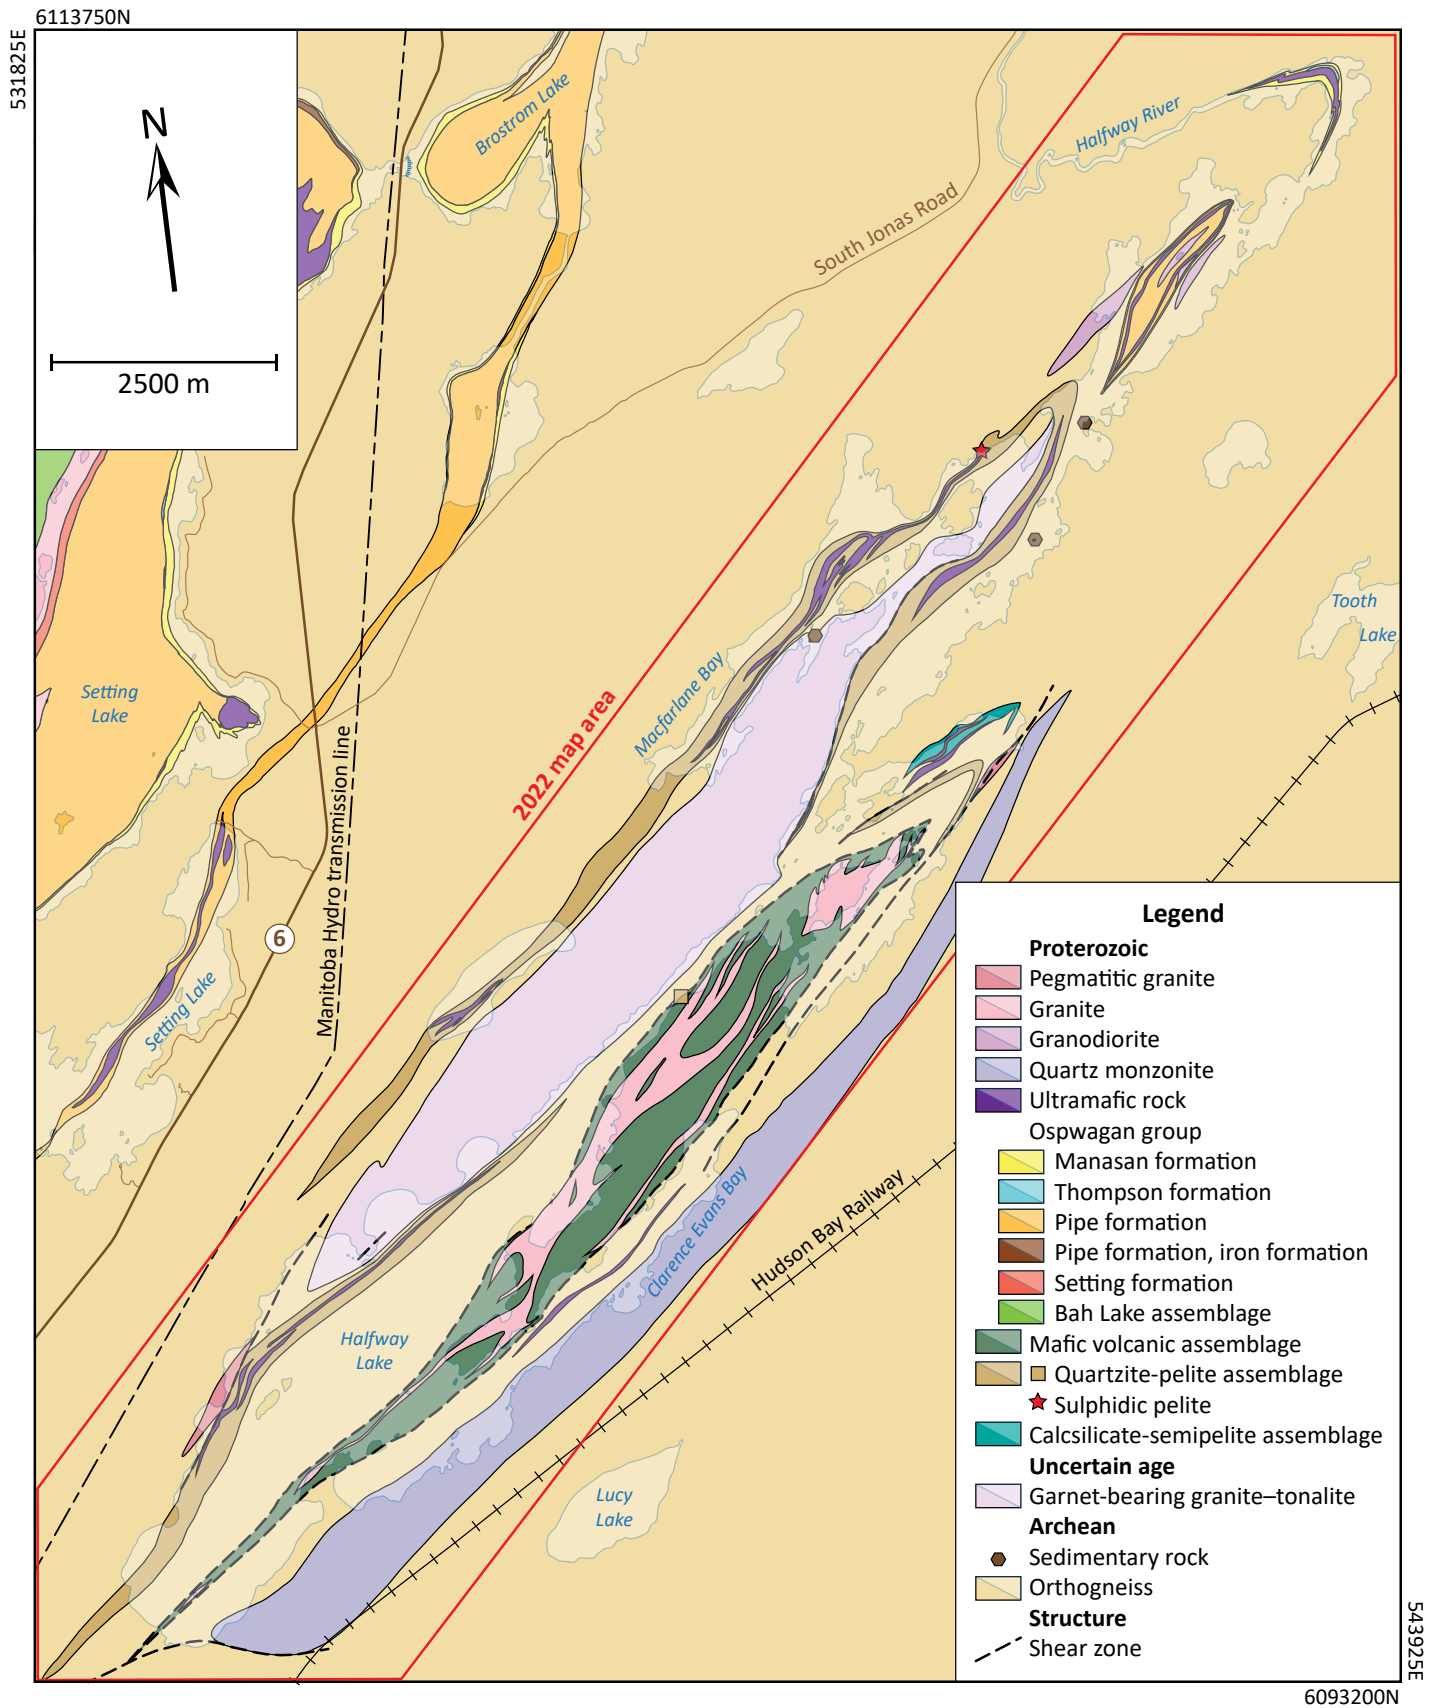 6113750N
531825E
N
2500 m
Brostrom Lake
Halfway River
South Jonas Road
Tooth
Lake
Setting
Lake
Macfarlane Bay
2022 map area
Manitoba Hydro transmission line
6
Setting Lake
Clarence Evans Bay
Hudson Bay Railway
Halfway
Lake
Lucy
Lake
Legend
Proterozoic
Pegmatitic granite
Granite
Granodiorite
Quartz monzonite
Ultramafic rock
Ospwagan group
Manasan formation
Thompson formation
Pipe formation
Pipe formation, iron formation
Setting formation
Bah Lake assemblage
Mafic volcanic assemblage
Quartzite-pelite assemblage
Sulphidic pelite
Calcsilicate-semipelite assemblage
Uncertain age
Garnet-bearing granite–tonalite
Archean
Sedimentary rock
Orthogneiss
Structure
Shear zone
543925E
6093200N